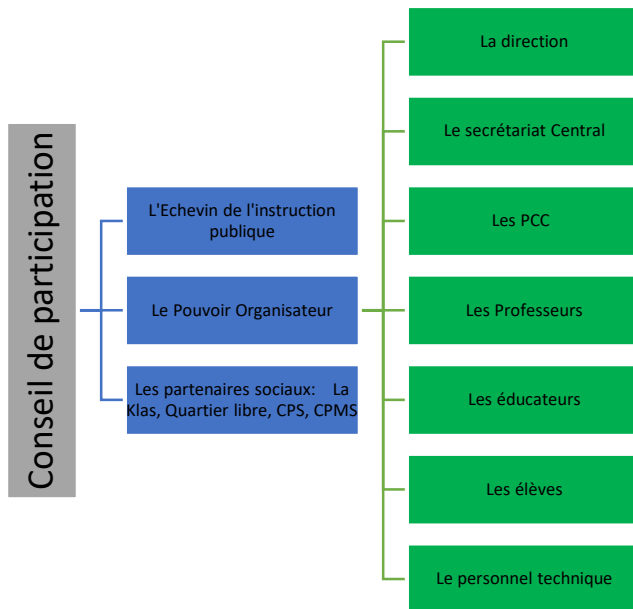 Conseil de participation
L'Echevin de l'instruction
publique
Le Pouvoir Organisateur
Les partenaires sociaux: La
Klas, Quartier libre, CPS, CPMS
La direction
Le secrétariat Central
Les PCC
Les Professeurs
Les éducateurs
Les élèves
Le personnel technique